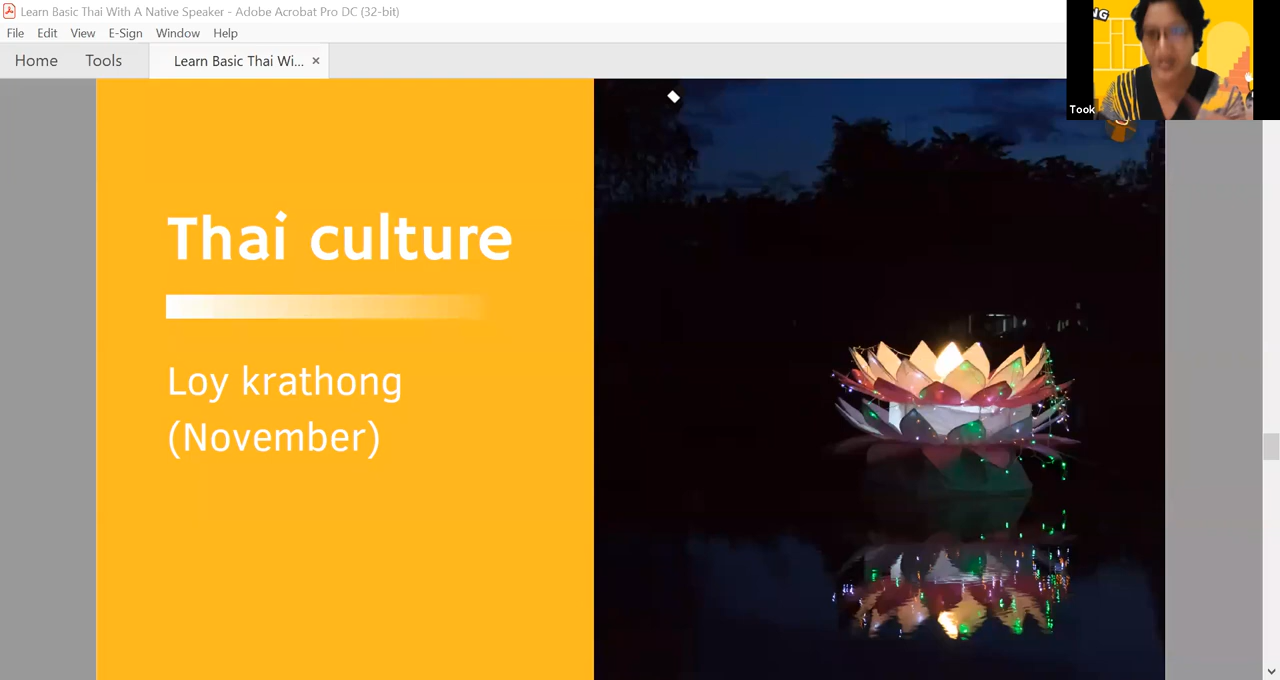 Learn Basic Thai With A Native Speaker - Adobe Acrobat Pro DC (32-bit)
File Edit View E-Sign Window Help
Home Tools Learn Basic Thai Wi... ×
NG
Took
Thai culture
Loy krathong
(November)